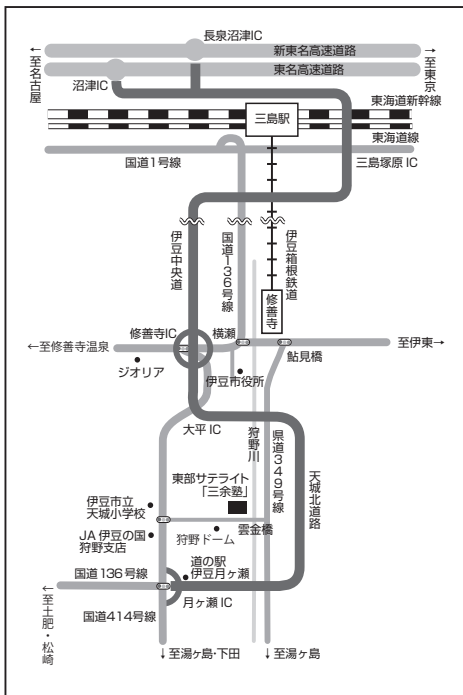 長泉沼津IC
新東名高速道路
←至名古屋
→至東京
沼津IC
東名高速道路
東海道新幹線
三島駅
東海道線
国道1号線
三島塚原IC
伊豆中央道
国道136号線
伊豆箱根鉄道
修善寺
修善寺IC
横瀬
←至修善寺温泉
至伊東→
ジオリア
伊豆市役所
鮎見橋
大平IC
狩野川
県道349号線
天城北道路
東部サテライト
「三余塾」
伊豆市立
天城小学校
雲金橋
JA伊豆の国
狩野支店
狩野ドーム
道の駅
伊豆月ヶ瀬
国道136号線
月ヶ瀬IC
国道414号線
←至土肥・松崎
↓至湯ヶ島・下田
↓至湯ヶ島